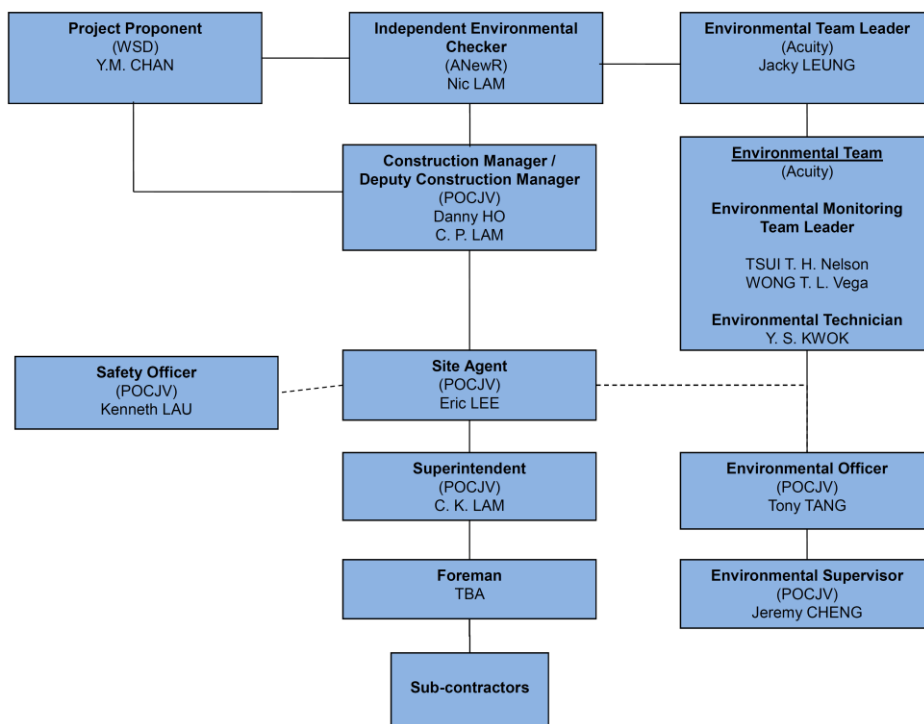 Project Proponent
(WSD)
Y.M. CHAN
Independent Environmental
Checker
(ANewR)
Nic LAM
Environmental Team Leader
(Acuity)
Jacky LEUNG
Construction Manager /
Deputy Construction Manager
(POCJV)
Danny HO
C. P. LAM
Environmental Team
(Acuity)
Environmental Monitoring
Team Leader
TSUI T. H. Nelson
WONG T. L. Vega
Environmental Technician
Y. S. KWOK
Safety Officer
(POCJV)
Kenneth LAU
Site Agent
(POCJV)
Eric LEE
Superintendent
(POCJV)
C. K. LAM
Environmental Officer
(POCJV)
Tony TANG
Foreman
TBA
Environmental Supervisor
(POCJV)
Jeremy CHENG
Sub-contractors